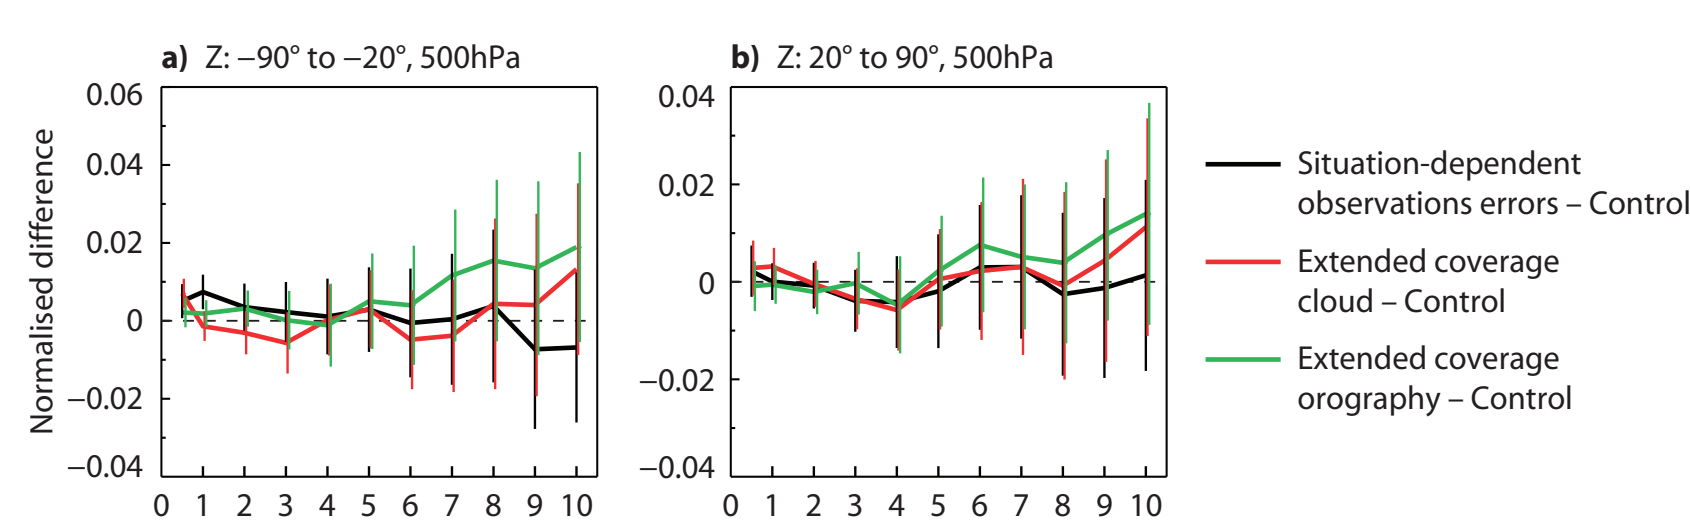 a) Z: −90° to −20°, 500hPa
b) Z: 20° to 90°, 500hPa
Normalised difference
0.06
0.04
0.02
0
−0.02
−0.04
0 1 2 3 4 5 6 7 8 9 10
0.04
0.02
0
−0.02
−0.04
0 1 2 3 4 5 6 7 8 9 10
Situation-dependent
observations errors – Control
Extended coverage
cloud – Control
Extended coverage
orography – Control